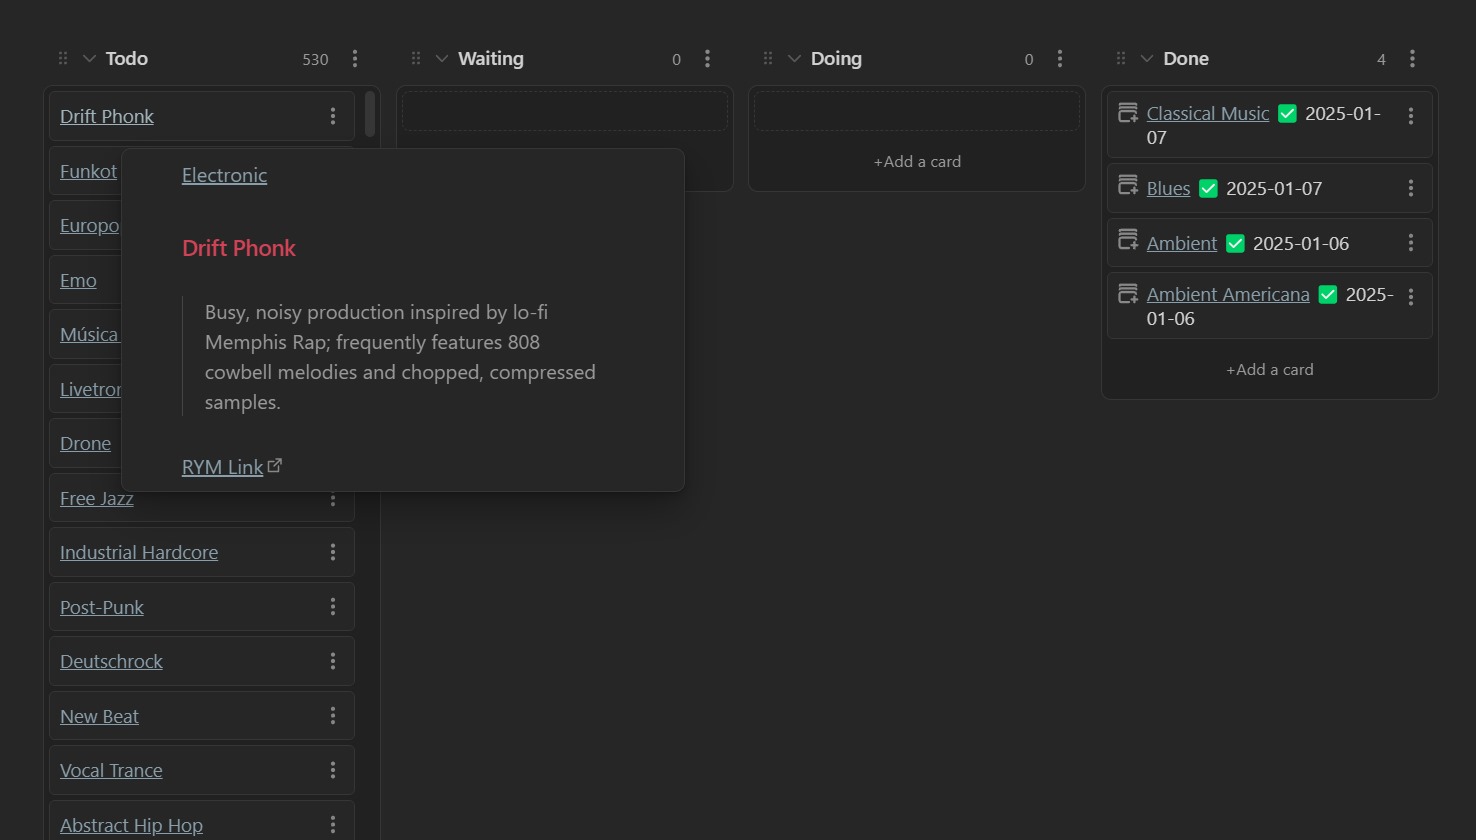 Todo 530
Waiting 0
Doing 0
Done 4
Drift Phonk
Funkot
Europo
Emo
Música
Livetron
Drone
Free Jazz
Industrial Hardcore
Post-Punk
Deutschrock
New Beat
Vocal Trance
Abstract Hip Hop
Electronic
Drift Phonk
Busy, noisy production inspired by lo-fi
Memphis Rap; frequently features 808
cowbell melodies and chopped, compressed
samples.
RYM Link
+Add a card
Classical Music ✅ 2025-01-
07
Blues ✅ 2025-01-07
Ambient ✅ 2025-01-06
Ambient Americana ✅ 2025-
01-06
+Add a card